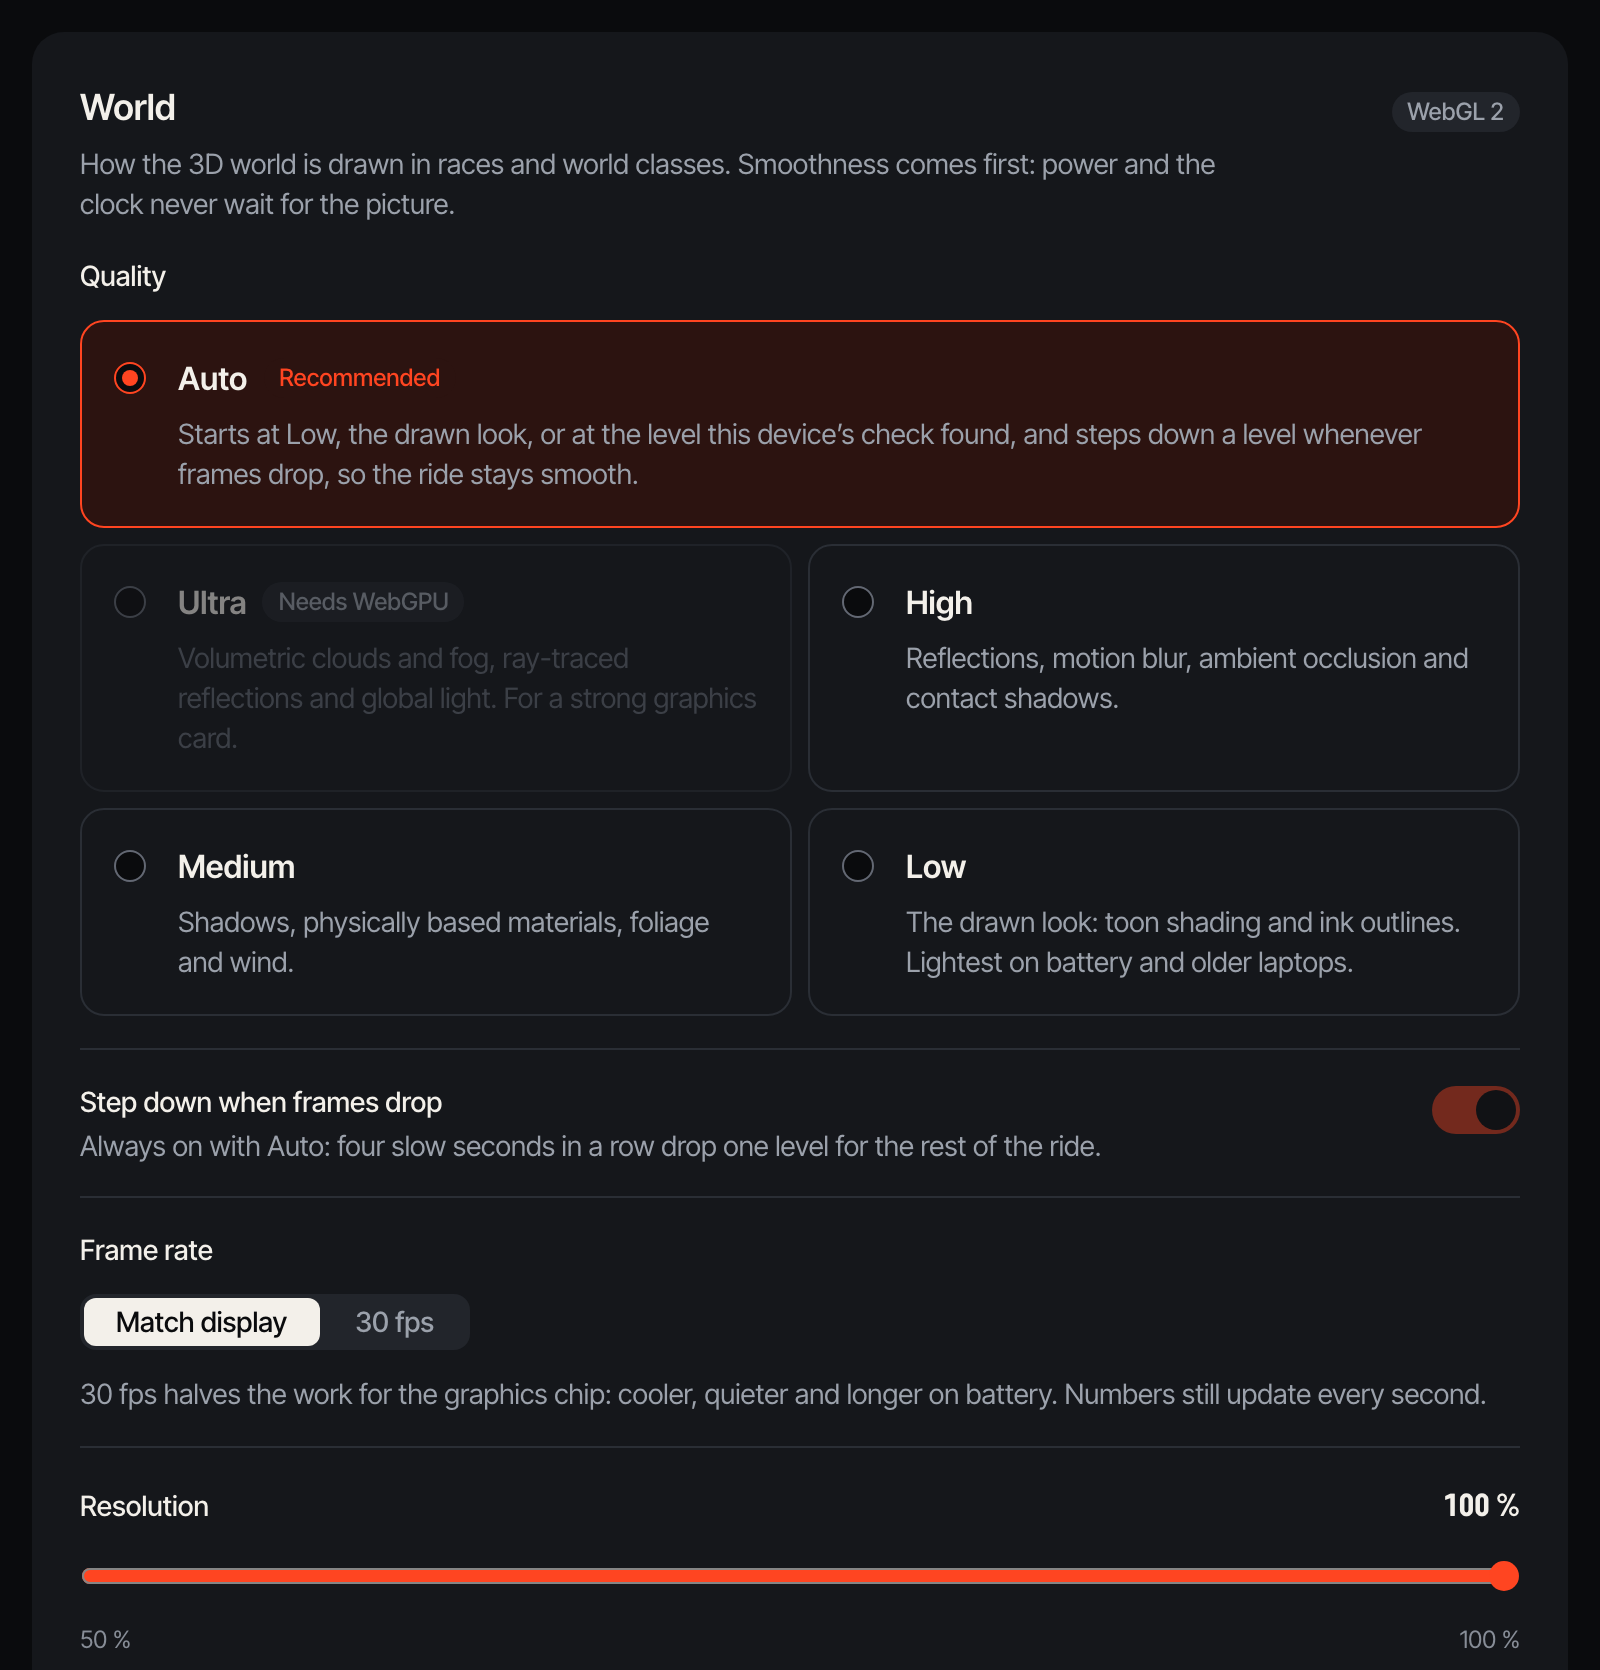 World
WebGL 2
How the 3D world is drawn in races and world classes. Smoothness comes first: power and the
clock never wait for the picture.
Quality
Auto Recommended
Starts at Low, the drawn look, or at the level this device’s check found, and steps down a level whenever
frames drop, so the ride stays smooth.
Ultra Needs WebGPU
Volumetric clouds and fog, ray-traced
reflections and global light. For a strong graphics
card.
High
Reflections, motion blur, ambient occlusion and
contact shadows.
Medium
Shadows, physically based materials, foliage
and wind.
Low
The drawn look: toon shading and ink outlines.
Lightest on battery and older laptops.
Step down when frames drop
Always on with Auto: four slow seconds in a row drop one level for the rest of the ride.
Frame rate
Match display 30 fps
30 fps halves the work for the graphics chip: cooler, quieter and longer on battery. Numbers still update every second.
Resolution 100 %
50 % 100 %